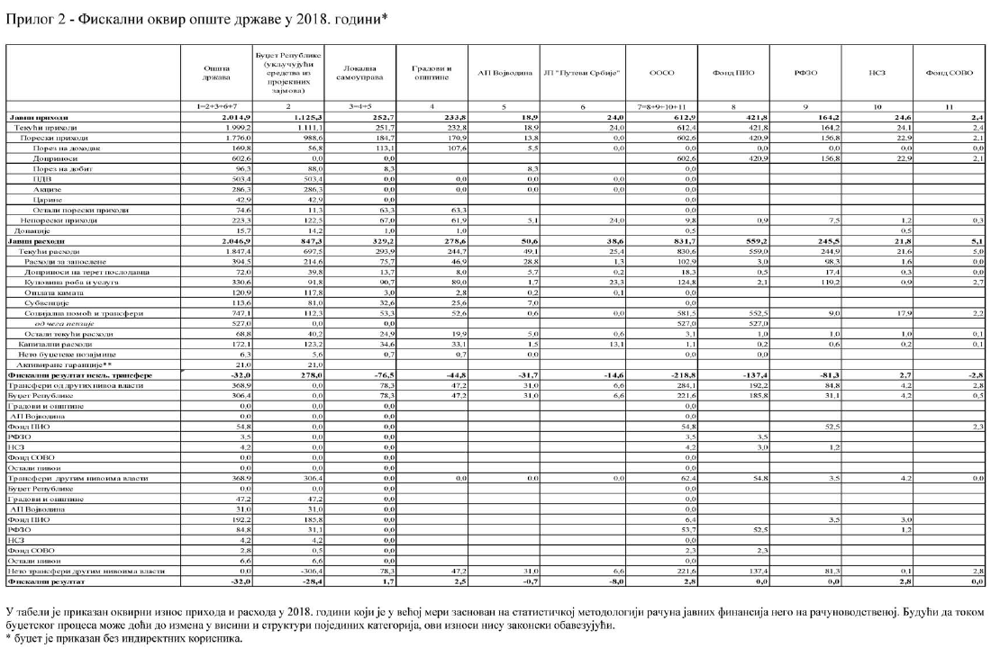 Прилог 2 - Фискални оквир опште државе у 2018. години*
Општа држава | Буџет Републике (укључујући средства из пројектних зајмова) | Локална самоуправа | Градови и општине | АП Војводина | ЈП "Путеви Србије" | ООСО | Фонд ПИО | РФЗО | НСЗ | Фонд СОВО
1=2+3+6+7 | 2 | 3=4+5 | 4 | 5 | 6 | 7=8+9+10+11 | 8 | 9 | 10 | 11
Јавни приходи 2.014,9 1.125,3 252,7 233,8 18,9 24,0 612,9 421,8 164,2 24,6 2,4
Текући приходи 1.999,2 1.111,1 251,7 232,8 18,9 24,0 612,4 421,8 164,2 24,1 2,4
Порески приходи 1.776,0 988,6 184,7 170,9 13,8 0,0 602,6 420,9 156,8 22,9 2,1
Порез на доходак 169,8 56,8 113,1 107,6 5,5 0,0 0,0 0,0 0,0 0,0 0,0
Доприноси 602,6 0,0 0,0 602,6 420,9 156,8 22,9 2,1
Порез на добит 96,3 88,0 8,3 8,3 0,0
ПДВ 503,4 503,4 0,0 0,0 0,0 0,0 0,0
Акцизе 286,3 286,3 0,0 0,0 0,0 0,0 0,0
Царине 42,9 42,9 0,0 0,0
Остали порески приходи 74,6 11,3 63,3 63,3 0,0
Непорески приходи 223,3 122,5 67,0 61,9 5,1 24,0 9,8 0,9 7,5 1,2 0,3
Донације 15,7 14,2 1,0 1,0 0,5 0,5
Јавни расходи 2.046,9 847,3 329,2 278,6 50,6 38,6 831,7 559,2 245,5 21,8 5,1
Текући расходи 1.847,4 697,5 293,9 244,7 49,1 25,4 830,6 559,0 244,9 21,6 5,0
Расходи за запослене 394,5 214,6 75,7 46,9 28,8 1,3 102,9 3,0 98,3 1,6 0,0
Доприноси на терет послодавца 72,0 39,8 13,7 8,0 5,7 0,2 18,3 0,5 17,4 0,3 0,0
Куповина роба и услуга 330,6 91,8 90,7 89,0 1,7 23,3 124,8 2,1 119,2 0,9 2,7
Отплата камата 120,9 117,8 3,0 2,8 0,2 0,1 0,0
Субвенције 113,6 81,0 32,6 25,6 7,0 0,0
Социјална помоћ и трансфери 747,1 112,3 53,3 52,6 0,6 0,0 581,5 552,5 9,0 17,9 2,2
од чега пензије 527,0 0,0 0,0 527,0 527,0
Остали текући расходи 68,8 40,2 24,9 19,9 5,0 0,6 3,1 1,0 1,0 1,0 0,1
Капитални расходи 172,1 123,2 34,6 33,1 1,5 13,1 1,1 0,2 0,6 0,2 0,1
Нето буџетске позајмице 6,3 5,6 0,7 0,7 0,0 0,0 0,0
Активиране гаранције** 21,0 21,0
Фискални резултат искљ. трансфере -32,0 278,0 -76,5 -44,8 -31,7 -14,6 -218,8 -137,4 -81,3 2,7 -2,8
Трансфери од других нивоа власти 368,9 0,0 78,3 47,2 31,0 6,6 284,1 192,2 84,8 4,2 2,8
Буџет Републике 306,4 78,3 47,2 31,0 6,6 221,6 185,8 31,1 4,2 0,5
Градови и општине 0,0 0,0 0,0 0,0
АП Војводина 0,0 0,0 0,0 0,0
Фонд ПИО 54,8 0,0 0,0 54,8 52,5 2,3
РФЗО 3,5 0,0 0,0 3,5 3,5
НСЗ 4,2 0,0 0,0 4,2 3,0 1,2
Фонд СОВО 0,0 0,0 0,0 0,0
Остали нивои 0,0 0,0 0,0 0,0
Трансфери другим нивоима власти 368,9 306,4 0,0 0,0 0,0 0,0 62,4 54,8 3,5 4,2 0,0
Буџет Републике 0,0 0,0 0,0 0,0
Градови и општине 47,2 47,2 0,0 0,0
АП Војводина 31,0 31,0 0,0 0,0
Фонд ПИО 192,2 185,8 0,0 6,4 3,5 3,0
РФЗО 84,8 31,1 0,0 53,7 52,5 1,2
НСЗ 4,2 4,2 0,0 0,0
Фонд СОВО 2,8 0,5 0,0 2,3 2,3
Остали нивои 6,6 6,6 0,0 0,0
Нето трансфери другим нивоима власти 0,0 -306,4 78,3 47,2 31,0 6,6 221,6 137,4 81,3 0,1 2,8
Фискални резултат -32,0 -28,4 1,7 2,5 -0,7 -8,0 2,8 0,0 0,0 2,8 0,0
У табели је приказан оквирни износ прихода и расхода у 2018. години који је у већој мери заснован на статистичкој методологији рачуна јавних финансија него на рачуноводственој. Будући да током
буџетског процеса може доћи до измена у висини и структури појединих категорија, ови износи нису законски обавезујући.
* буџет је приказан без индиректних корисника.